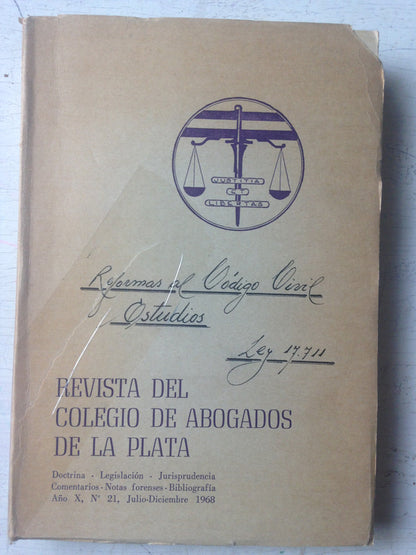 JUSTITIA
ET
LIBERTAS
Reformas al Código Civil
Estudios
Ley 17.711
REVISTA DEL
COLEGIO DE ABOGADOS
DE LA PLATA
Doctrina - Legislación - Jurisprudencia
Comentarios - Notas forenses - Bibliografía
Año X, Nº 21, Julio-Diciembre 1968